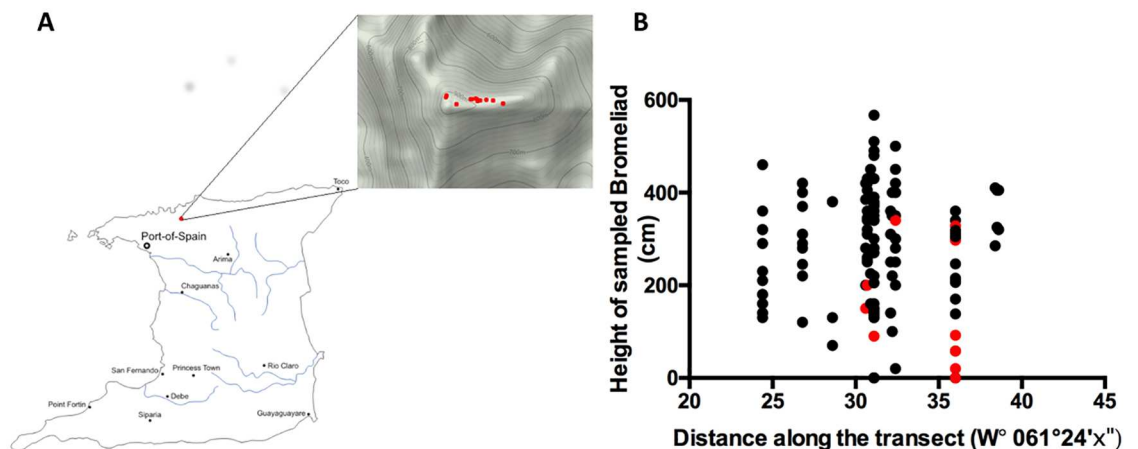 A
B
Toco
Port-of-Spain
Arima
Chaguanas
San Fernando
Princess Town
Rio Claro
Point Fortin
Debe
Siparia
Guayaguayare
Height of sampled Bromeliad
(cm)
600
400
200
0
20 25 30 35 40 45
Distance along the transect (W° 061°24'x")